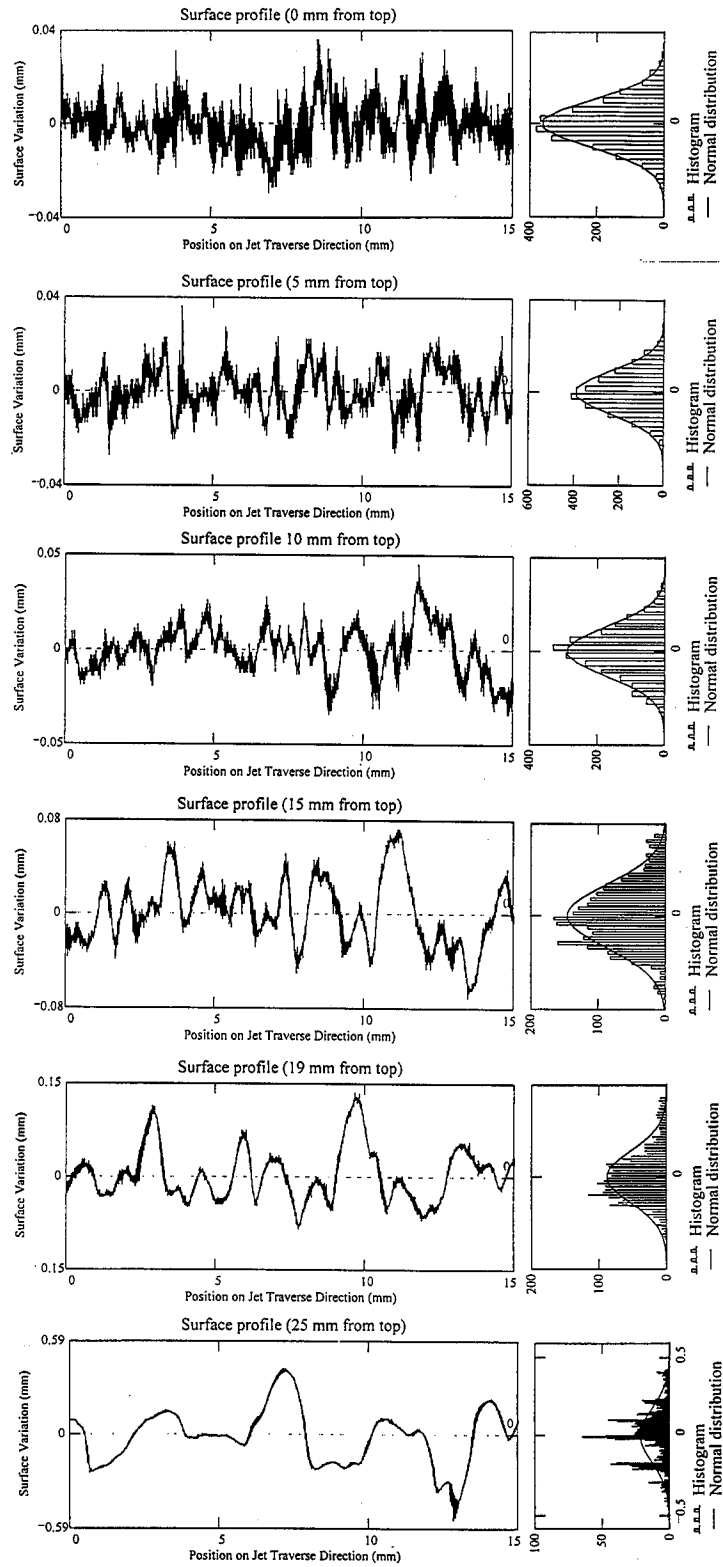 Surface profile (0 mm from top)
Surface Variation (mm)
0.04
0
−0.04
0
0 5 10 15
Position on Jet Traverse Direction (mm)
400
200
0
0
Histogram
Normal distribution
Surface profile (5 mm from top)
Surface Variation (mm)
0.04
0
−0.04
0
0 5 10 15
Position on Jet Traverse Direction (mm)
600
400
200
0
0
Histogram
Normal distribution
Surface profile 10 mm from top)
Surface Variation (mm)
0.05
0
−0.05
0
0 5 10 15
Position on Jet Traverse Direction (mm)
400
200
0
0
Histogram
Normal distribution
Surface profile (15 mm from top)
Surface Variation (mm)
0.08
0
−0.08
0
0 5 10 15
Position on Jet Traverse Direction (mm)
200
100
0
0
Histogram
Normal distribution
Surface profile (19 mm from top)
Surface Variation (mm)
0.15
0
0.15
0
0 5 10 15
Position on Jet Traverse Direction (mm)
200
100
0
0
Histogram
Normal distribution
Surface profile (25 mm from top)
Surface Variation (mm)
0.59
0
−0.59
0
0 5 10 15
Position on Jet Traverse Direction (mm)
100
50
0
−0.5 0 0.5
Histogram
Normal distribution